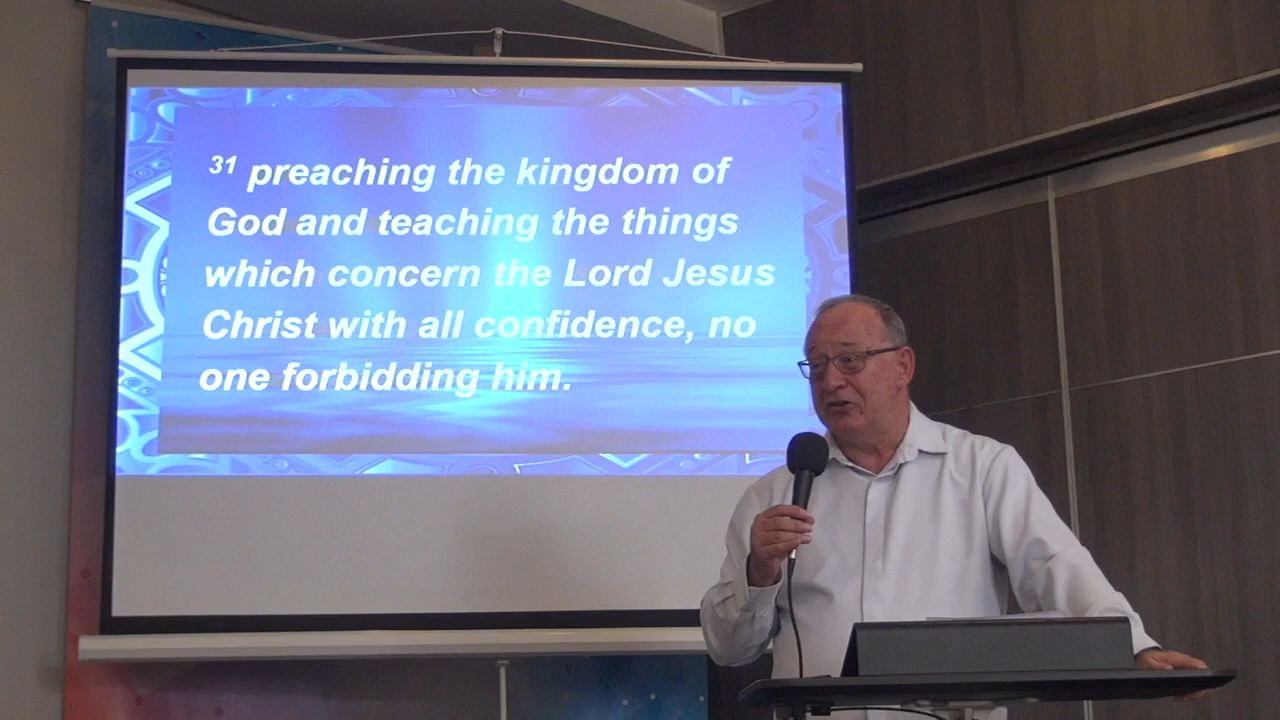 31 preaching the kingdom of
God and teaching the things
which concern the Lord Jesus
Christ with all confidence, no
one forbidding him.